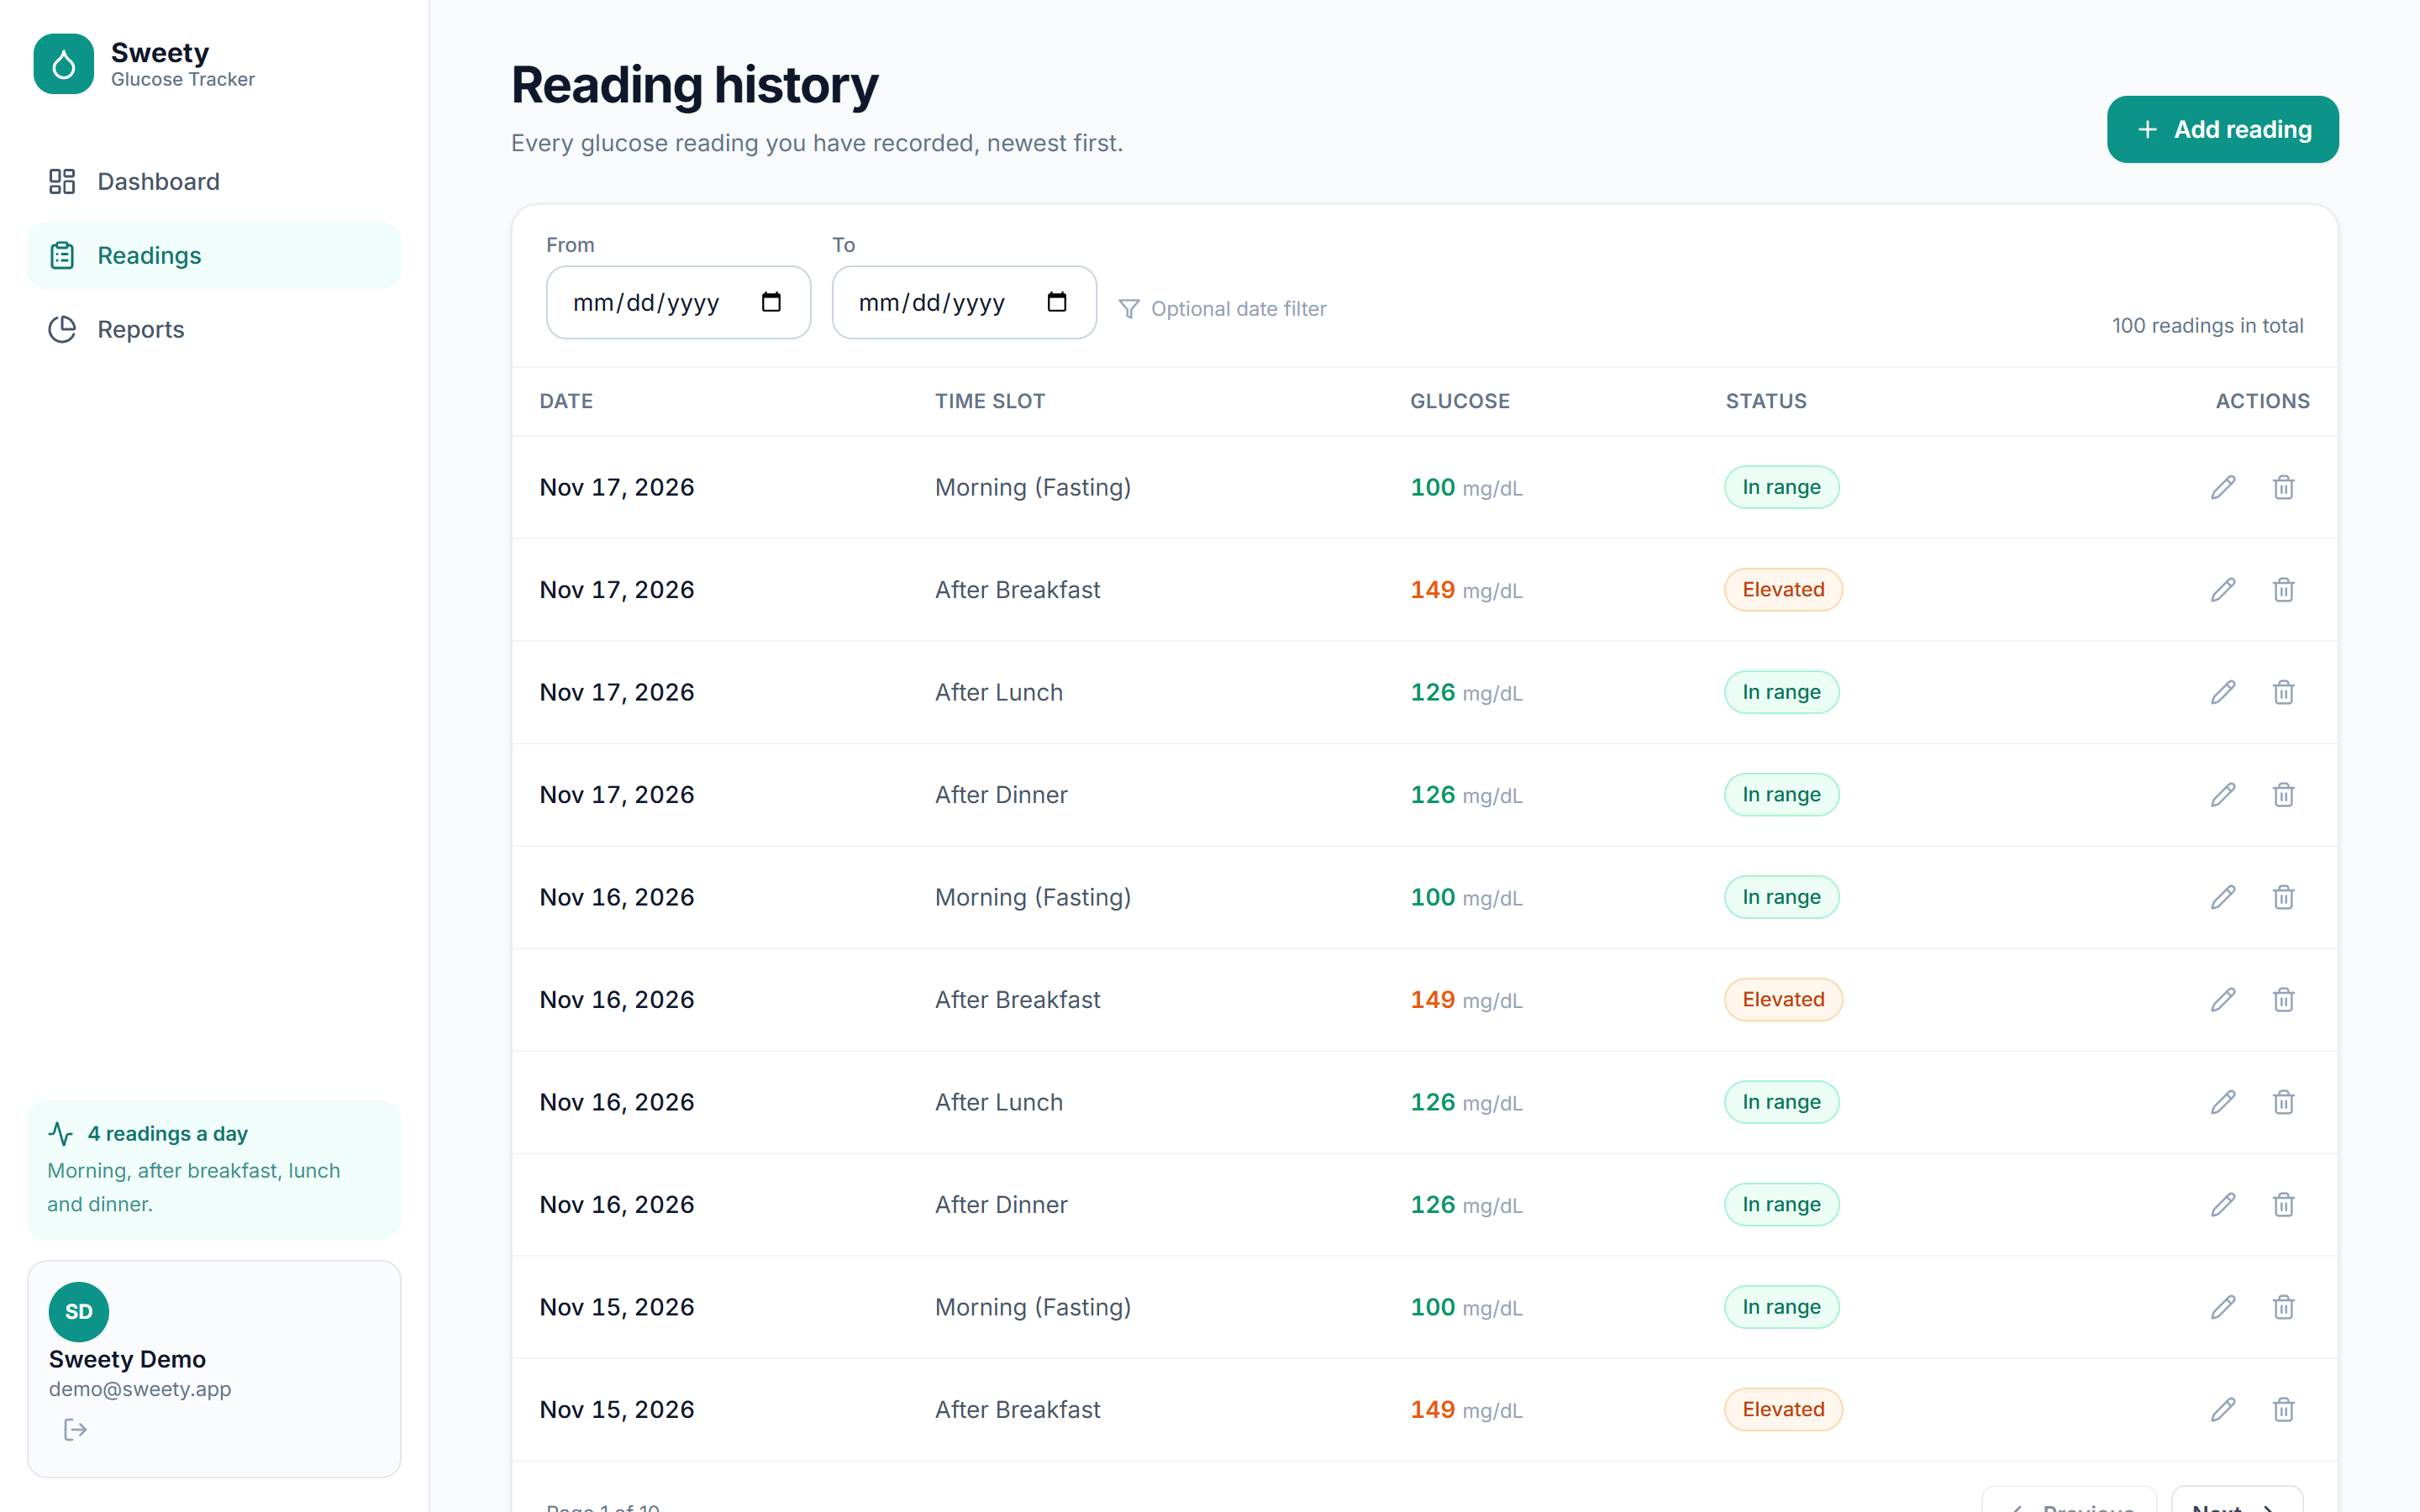 Sweety
Glucose Tracker
Dashboard
Readings
Reports
4 readings a day
Morning, after breakfast, lunch
and dinner.
SD
Sweety Demo
demo@sweety.app
Reading history
Every glucose reading you have recorded, newest first.
Add reading
From To
mm/dd/yyyy mm/dd/yyyy Optional date filter
100 readings in total
DATE TIME SLOT GLUCOSE STATUS ACTIONS
Nov 17, 2026 Morning (Fasting) 100 mg/dL In range
Nov 17, 2026 After Breakfast 149 mg/dL Elevated
Nov 17, 2026 After Lunch 126 mg/dL In range
Nov 17, 2026 After Dinner 126 mg/dL In range
Nov 16, 2026 Morning (Fasting) 100 mg/dL In range
Nov 16, 2026 After Breakfast 149 mg/dL Elevated
Nov 16, 2026 After Lunch 126 mg/dL In range
Nov 16, 2026 After Dinner 126 mg/dL In range
Nov 15, 2026 Morning (Fasting) 100 mg/dL In range
Nov 15, 2026 After Breakfast 149 mg/dL Elevated
Page 1 of 10 Previous Next